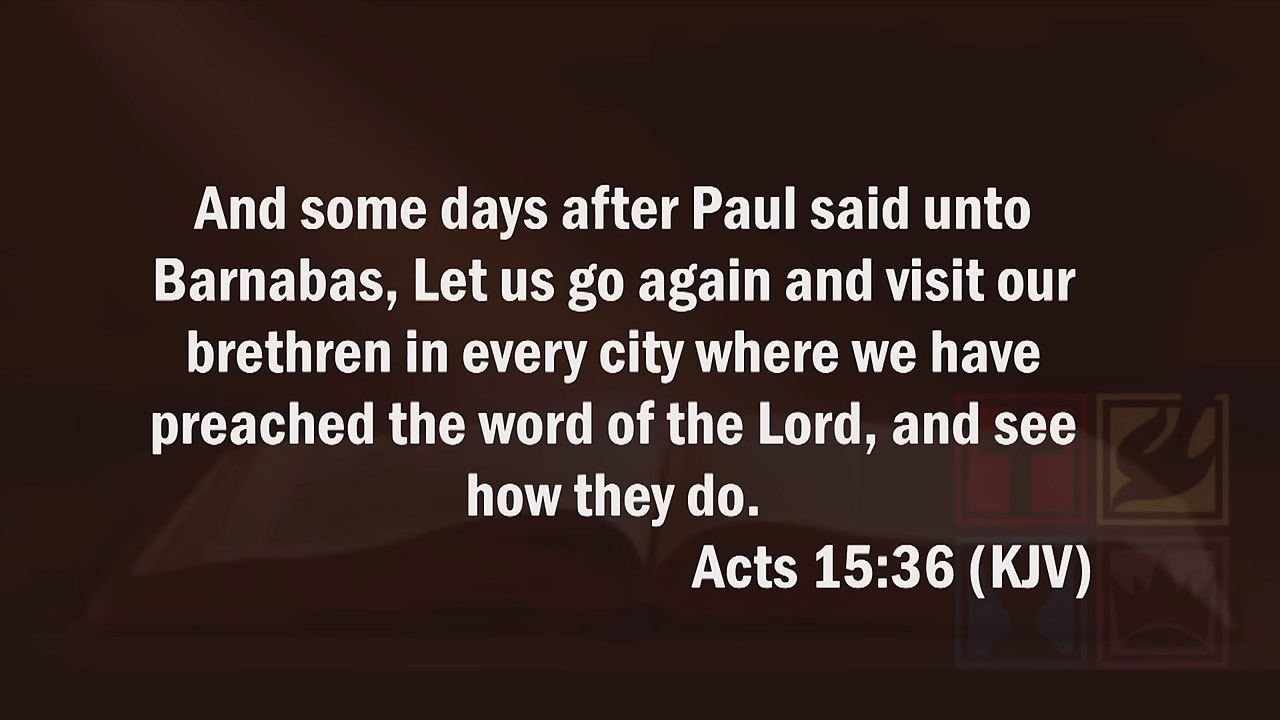 And some days after Paul said unto
Barnabas, Let us go again and visit our
brethren in every city where we have
preached the word of the Lord, and see
how they do.
Acts 15:36 (KJV)